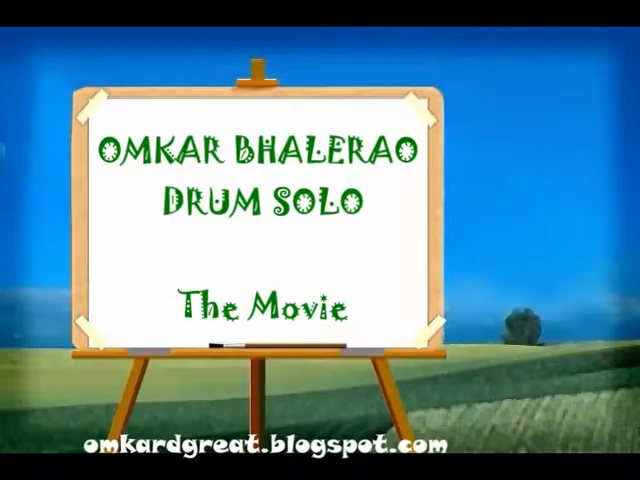 OMKAR BHALERAO
DRUM SOLO
The Movie
omkardgreat.blogspot.com